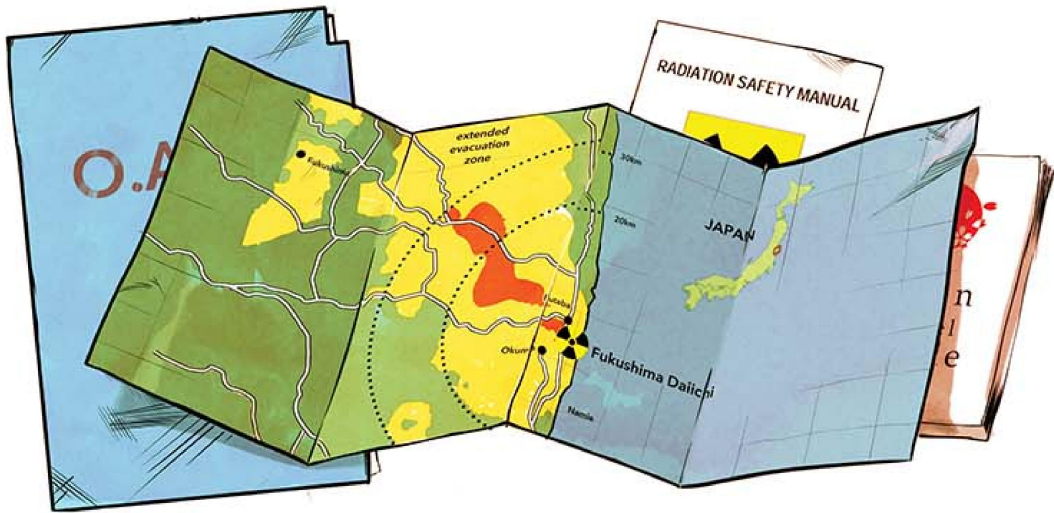 O.A
RADIATION SAFETY MANUAL
extended
evacuation
zone
Fukushima
30km
20km
JAPAN
Futaba
Okuma
Fukushima Daiichi
Namie
n
e